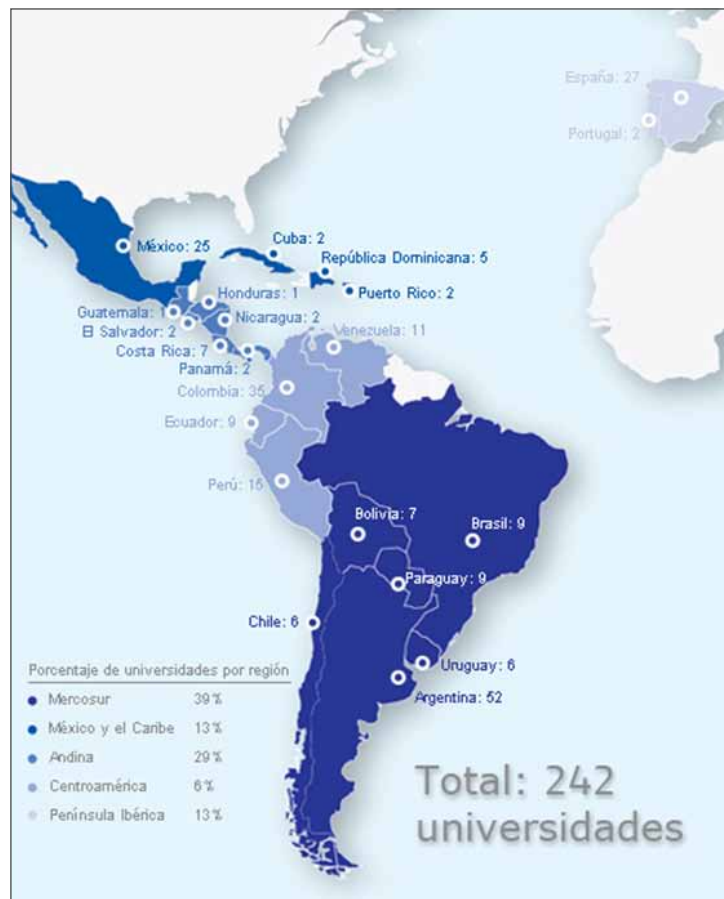 España: 27
Portugal: 2
México: 25
Cuba: 2
República Dominicana: 5
Puerto Rico: 2
Honduras: 1
Guatemala: 1
Nicaragua: 2
El Salvador: 2
Venezuela: 11
Costa Rica: 7
Panamá: 2
Colombia: 35
Ecuador: 9
Perú: 15
Bolivia: 7
Brasil: 9
Paraguay: 9
Chile: 6
Uruguay: 6
Argentina: 52
Porcentaje de universidades por región
Mercosur 39%
México y el Caribe 13%
Andina 29%
Centroamérica 6%
Península Ibérica 13%
Total: 242
universidades